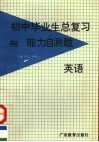 初中毕业生总复习
与 能力自测题
英语
广东教育出版社